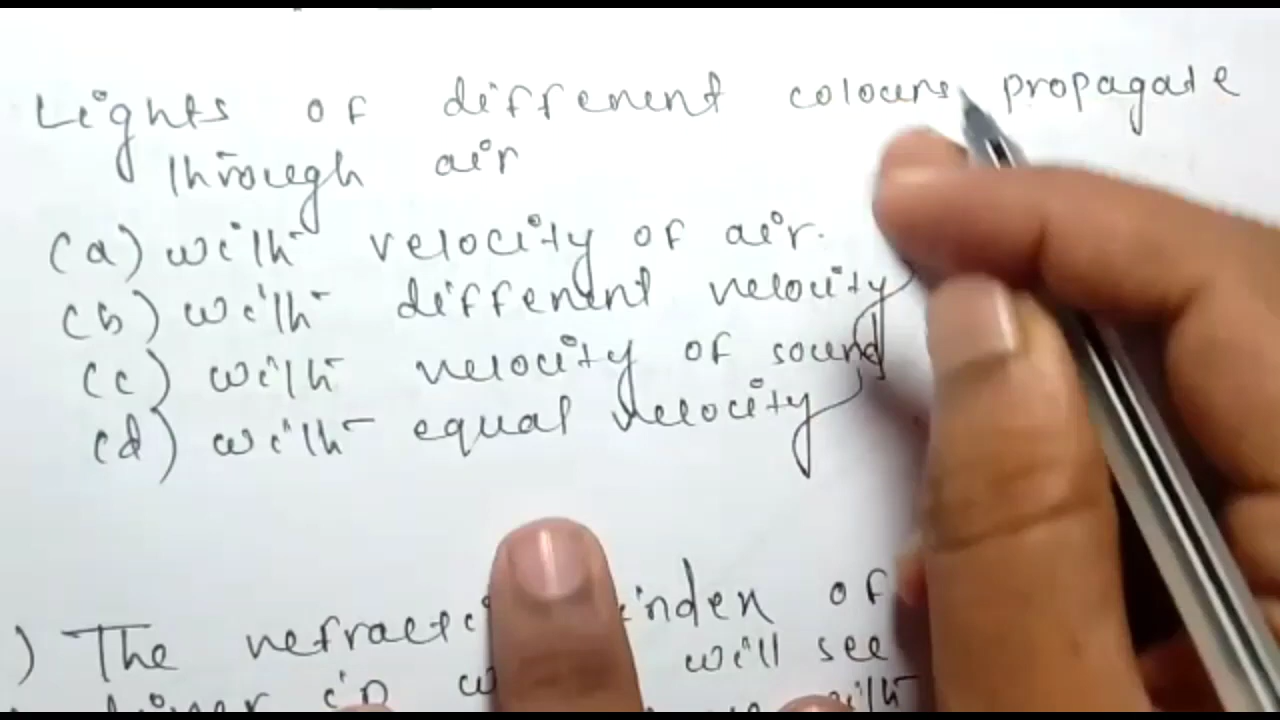 Lights of different colours propagate
through air
(a) with velocity of air.
(b) with different velocity
(c) with velocity of sound
(d) with equal velocity
) The index of
in will see